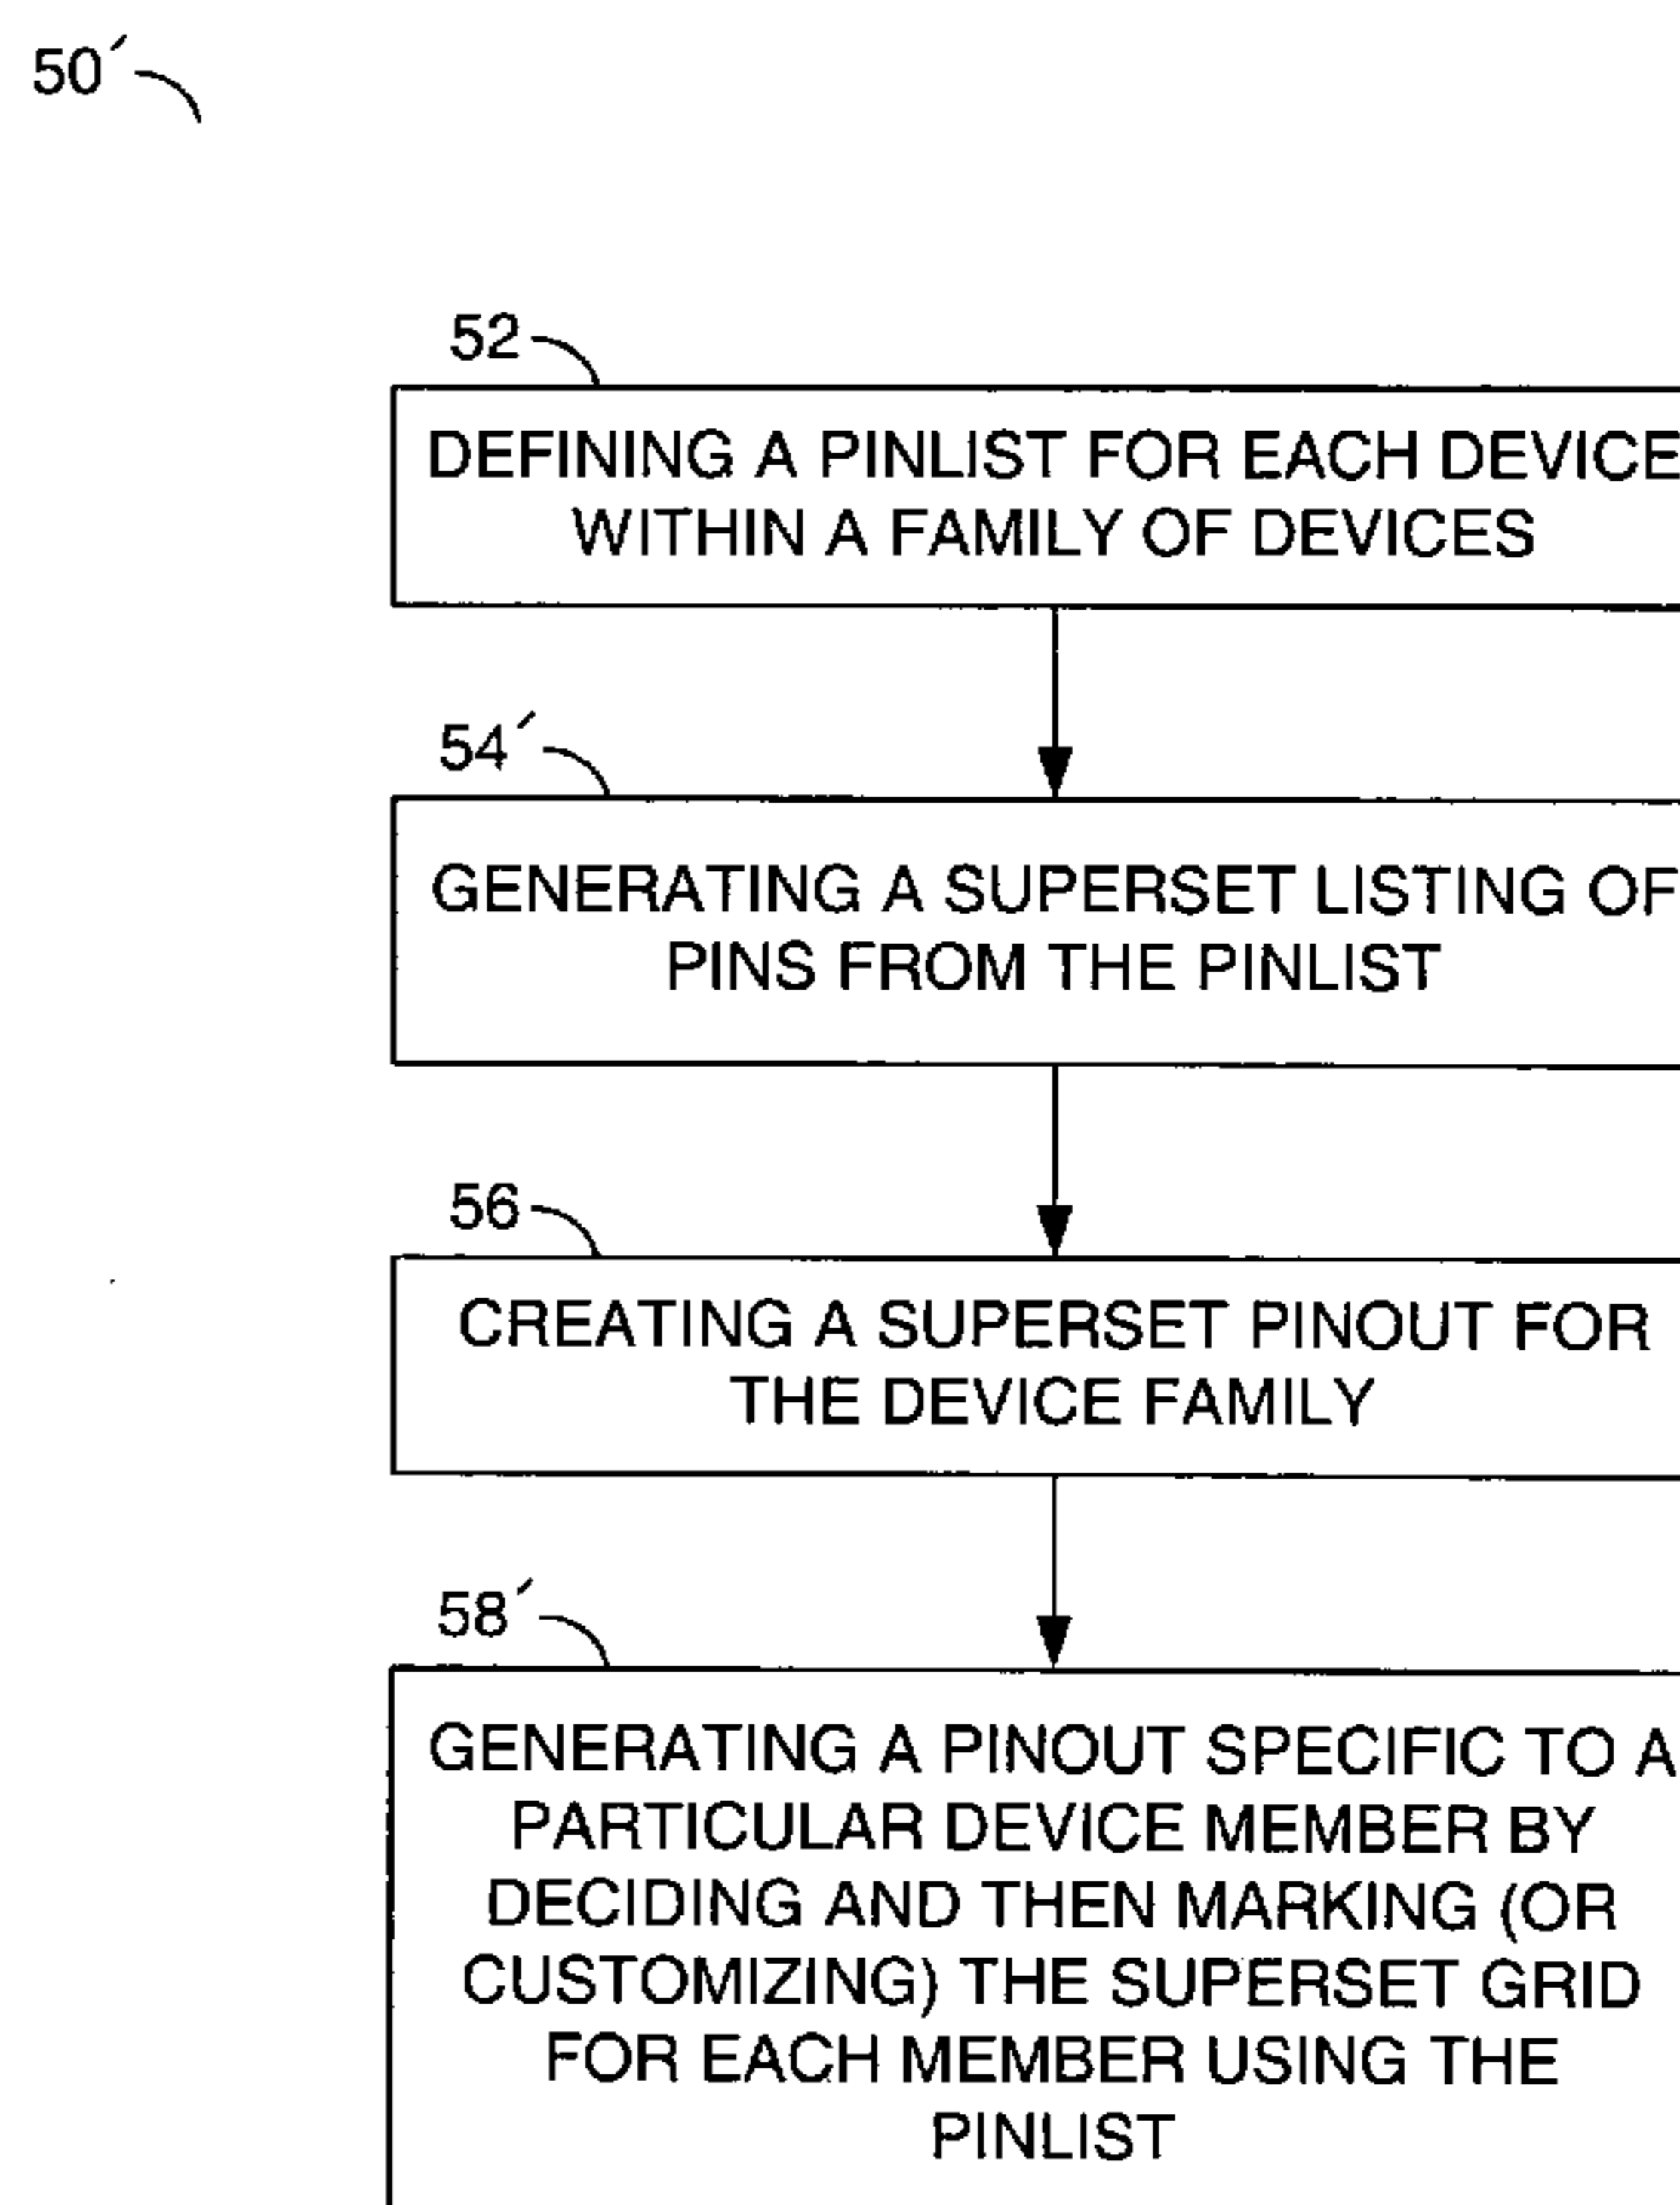 50′
52
DEFINING A PINLIST FOR EACH DEVICE
WITHIN A FAMILY OF DEVICES
54′
GENERATING A SUPERSET LISTING OF
PINS FROM THE PINLIST
56
CREATING A SUPERSET PINOUT FOR
THE DEVICE FAMILY
58′
GENERATING A PINOUT SPECIFIC TO A
PARTICULAR DEVICE MEMBER BY
DECIDING AND THEN MARKING (OR
CUSTOMIZING) THE SUPERSET GRID
FOR EACH MEMBER USING THE
PINLIST